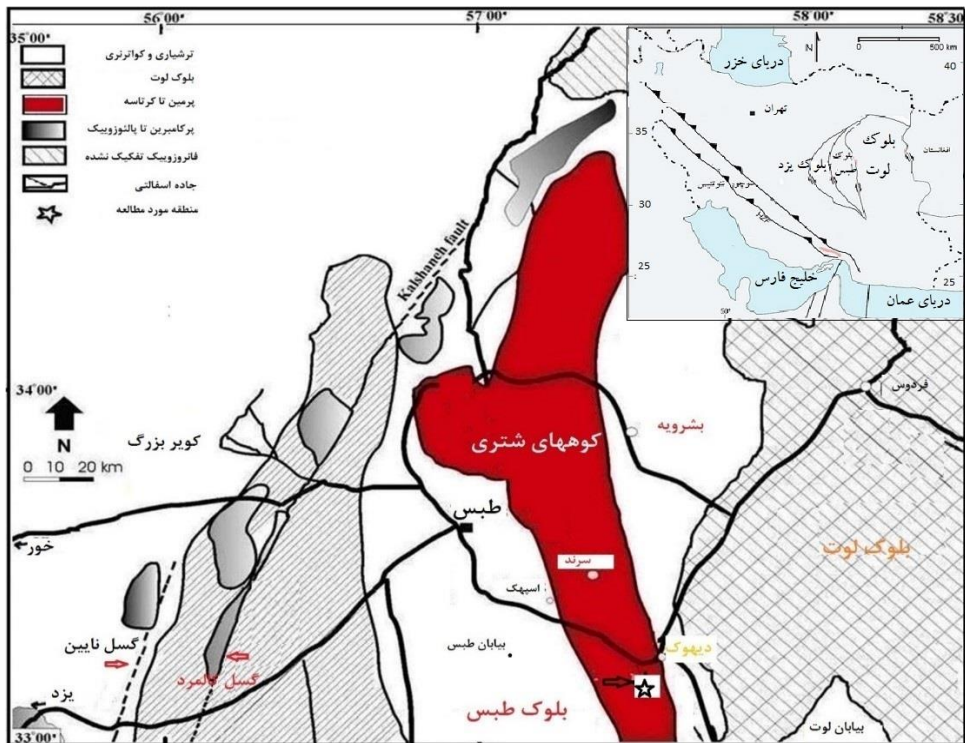 56°00'
57°00'
58°00'
58°30'
35°00'
ترشیاری و کواترنری
بلوک لوت
پرمین تا کرتاسه
پرکامبرین تا پالئوزوییک
فانروزوییک تفکیک نشده
جاده اسفالتی
منطقه مورد مطالعه
N
0
500 km
دریای خزر
40
تهران
35
بلوک
لوت
افغانستان
بلوک
طبس
بلوک یزد
30
25
خلیج فارس
دریای عمان
50°
30
25
Kalshaneh fault
34°00'
N
0 10 20 km
کویر بزرگ
کوههای شتری
بشرویه
فردوس
طبس
خور
سرند
اسپهک
بلوک لوت
گسل نایین
گسل کالمرد
بیابان طبس
دیهوک
یزد
بلوک طبس
بیابان لوت
33°00'